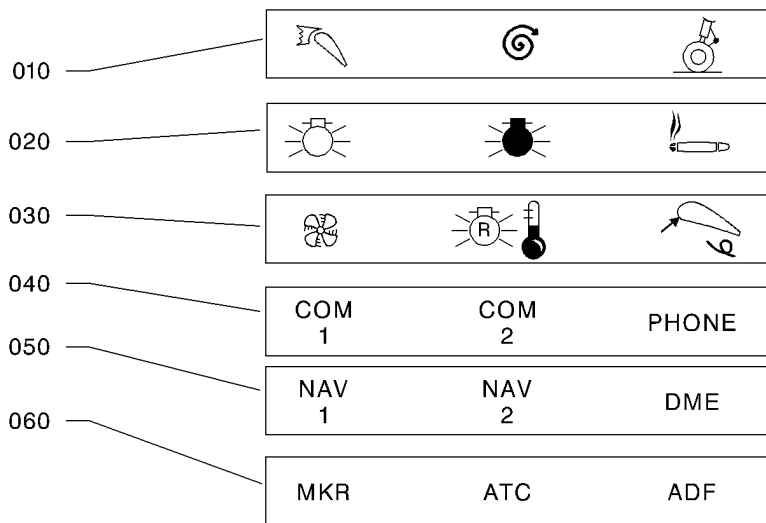 010
020
R
030
040
COM COM
1 2 PHONE
050
NAV NAV
1 2 DME
060
MKR ATC ADF